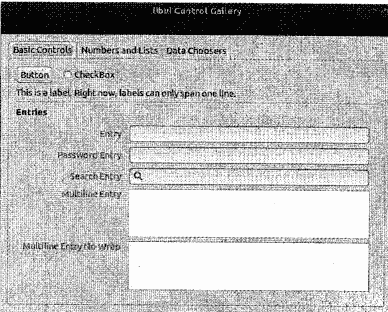 libui Control Gallery
Basic Controls Numbers and Lists Data Choosers
Button CheckBox
This is a label. Right now, labels can only span one line.
Entries
Entry
Password Entry
Search Entry
Multiline Entry
Multiline Entry No Wrap